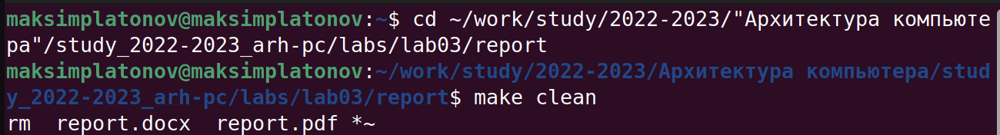 maksimplatonov@maksimplatonov:~$ cd ~/work/study/2022-2023/"Архитектура компьюте
ра"/study_2022-2023_arh-pc/labs/lab03/report
maksimplatonov@maksimplatonov:~/work/study/2022-2023/Архитектура компьютера/stud
y_2022-2023_arh-pc/labs/lab03/report$ make clean
rm  report.docx  report.pdf *~